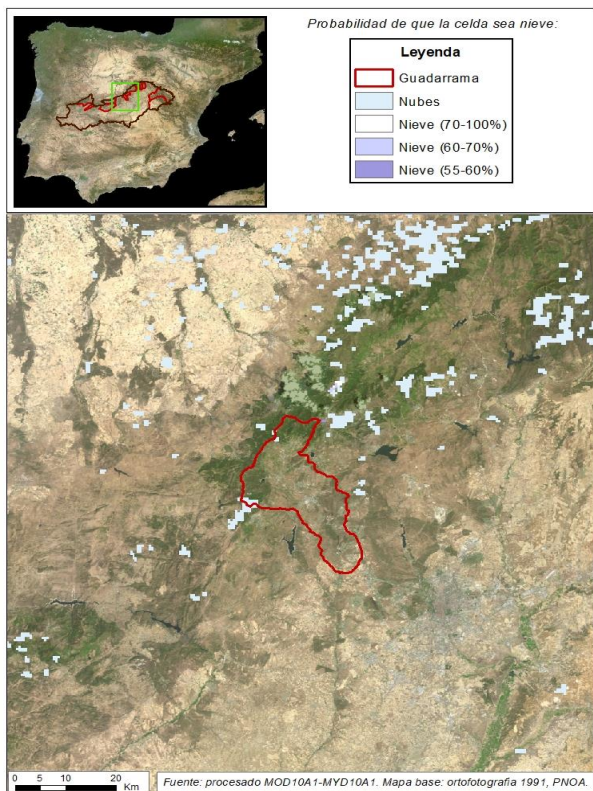 Probabilidad de que la celda sea nieve:
Leyenda
Guadarrama
Nubes
Nieve (70-100%)
Nieve (60-70%)
Nieve (55-60%)
0 5 10 20
Km
Fuente: procesado MOD10A1-MYD10A1. Mapa base: ortofotografia 1991, PNOA.